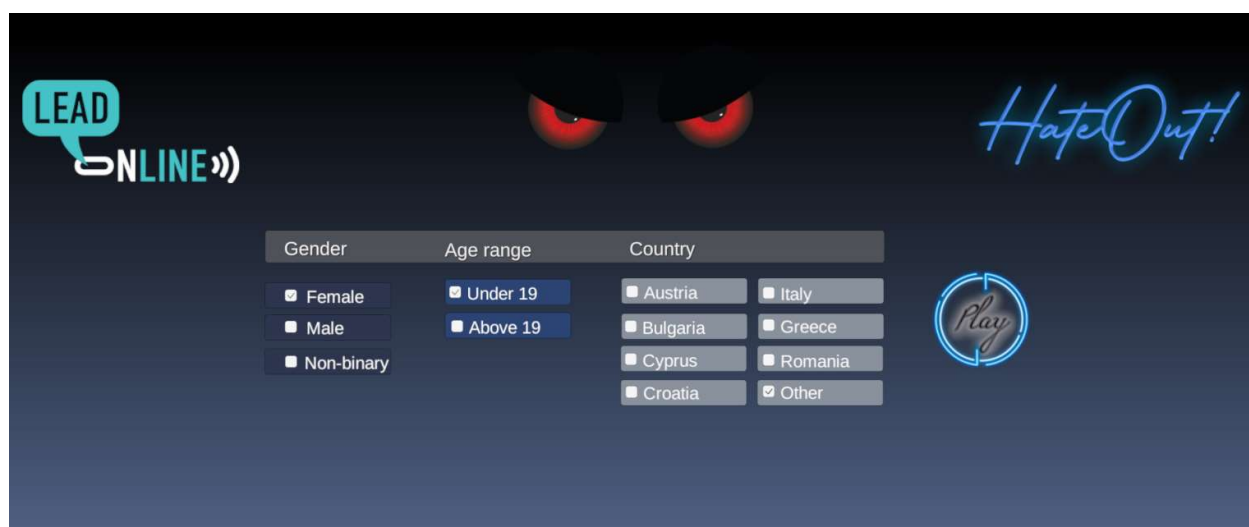 LEAD
ONLINE
HateOut!
Gender Age range Country
Female Under 19 Austria Italy
Male Above 19 Bulgaria Greece
Non-binary Cyprus Romania
Croatia Other
Play